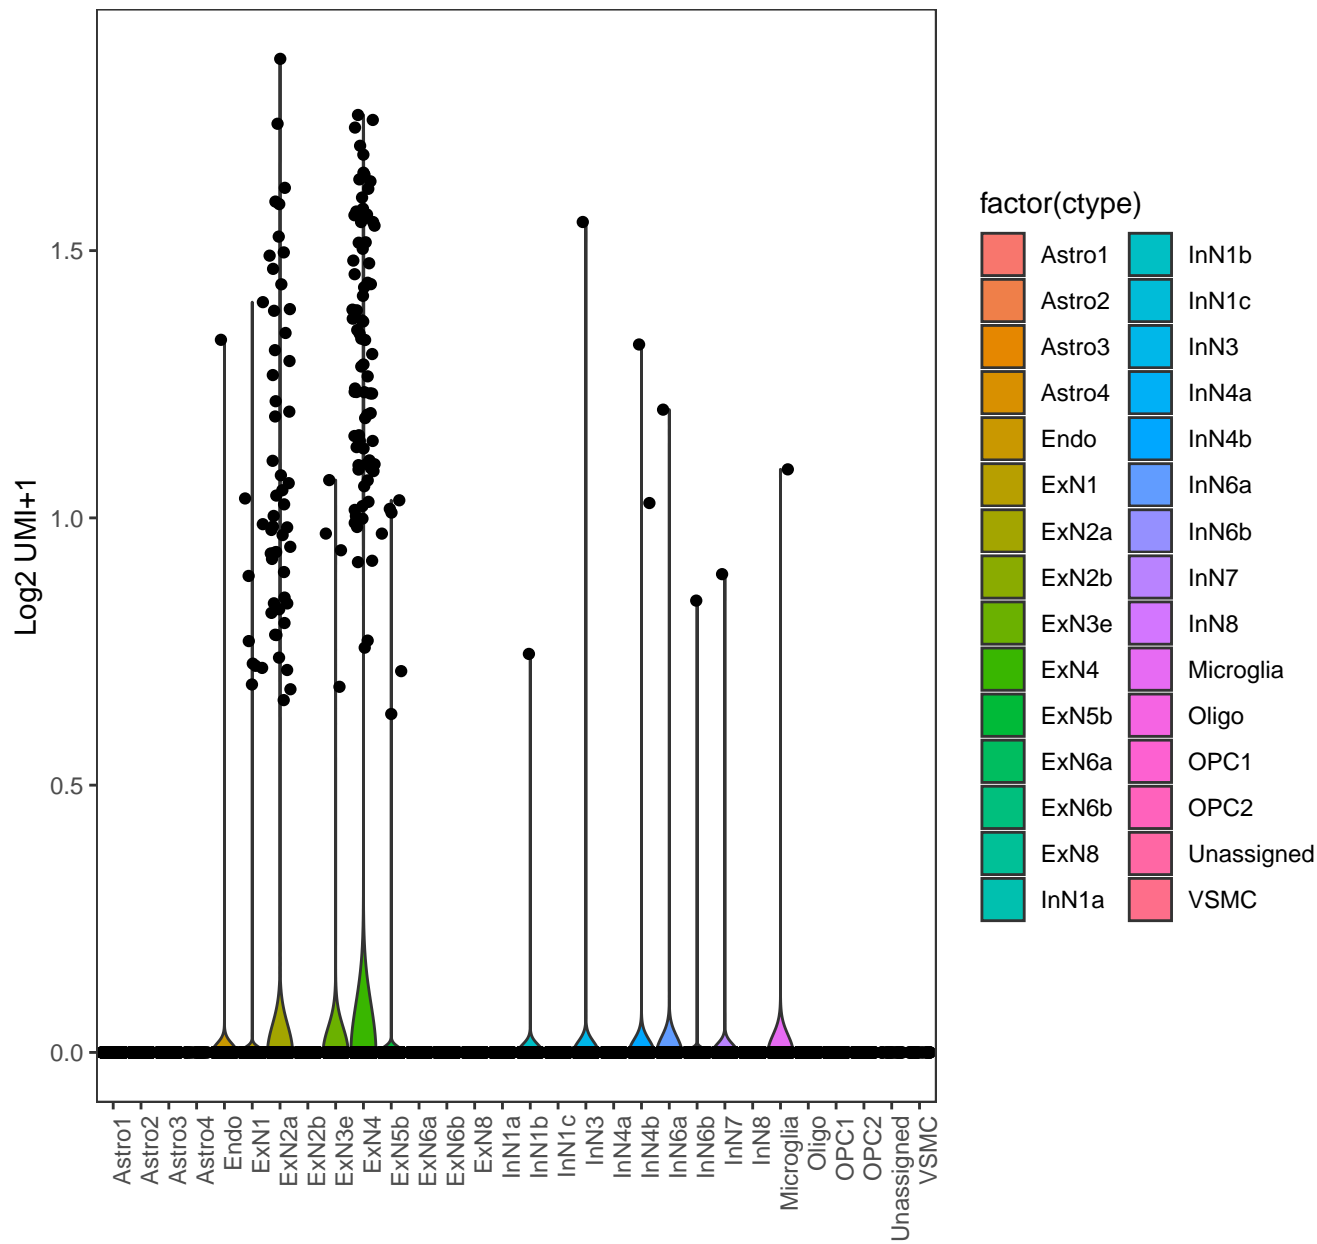 Log2 UMI+1
1.5
1.0
0.5
0.0
Astro1
Astro2
Astro3
Astro4
Endo
ExN1
ExN2a
ExN2b
ExN3e
ExN4
ExN5b
ExN6a
ExN6b
ExN8
InN1a
InN1b
InN1c
InN3
InN4a
InN4b
InN6a
InN6b
InN7
InN8
Microglia
Oligo
OPC1
OPC2
Unassigned
VSMC
factor(ctype)
Astro1
Astro2
Astro3
Astro4
Endo
ExN1
ExN2a
ExN2b
ExN3e
ExN4
ExN5b
ExN6a
ExN6b
ExN8
InN1a
InN1b
InN1c
InN3
InN4a
InN4b
InN6a
InN6b
InN7
InN8
Microglia
Oligo
OPC1
OPC2
Unassigned
VSMC